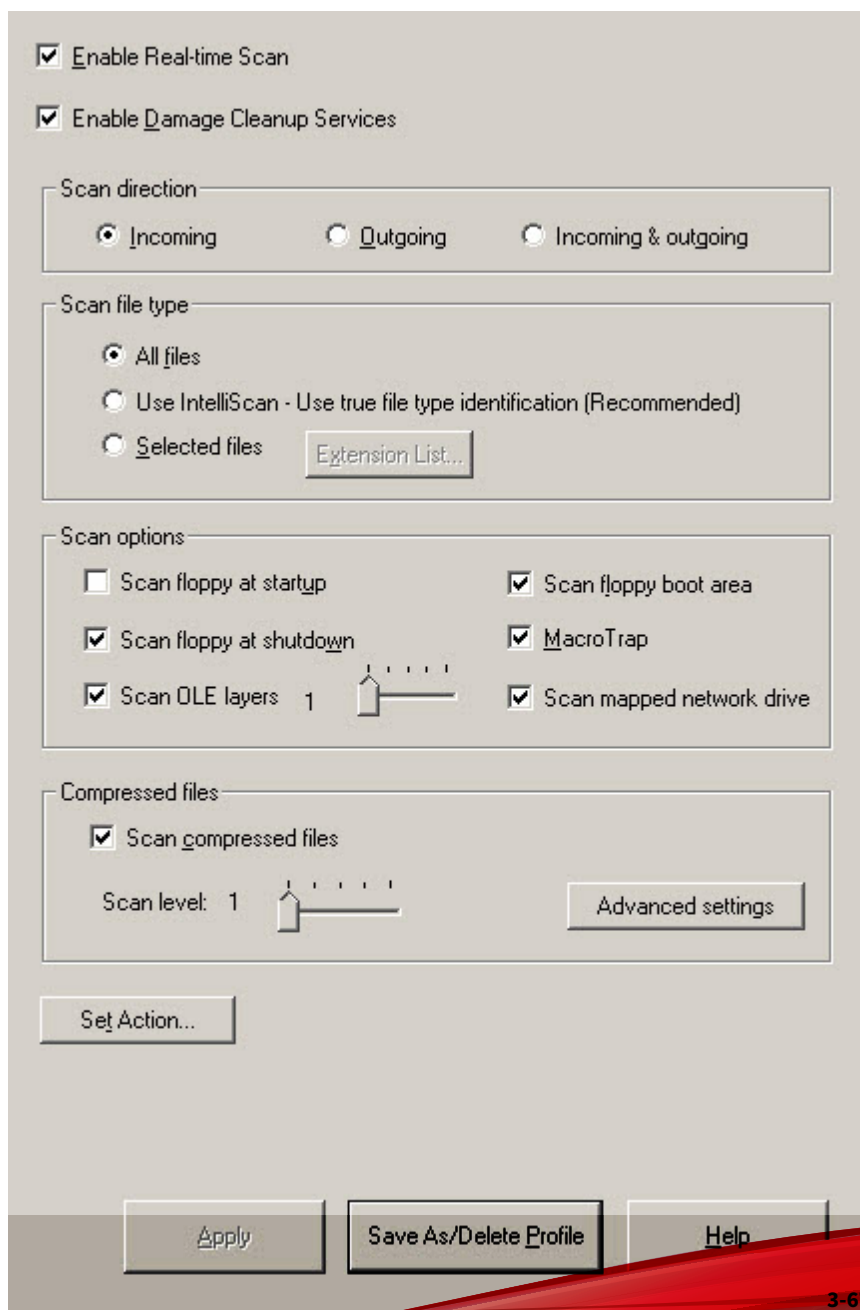 Enable Real-time Scan
Enable Damage Cleanup Services
Scan direction
Incoming Outgoing Incoming & outgoing
Scan file type
All files
Use IntelliScan - Use true file type identification (Recommended)
Selected files Extension List...
Scan options
Scan floppy at startup Scan floppy boot area
Scan floppy at shutdown MacroTrap
Scan OLE layers 1 Scan mapped network drive
Compressed files
Scan compressed files
Scan level: 1 Advanced settings
Set Action...
Apply Save As/Delete Profile Help
3-6